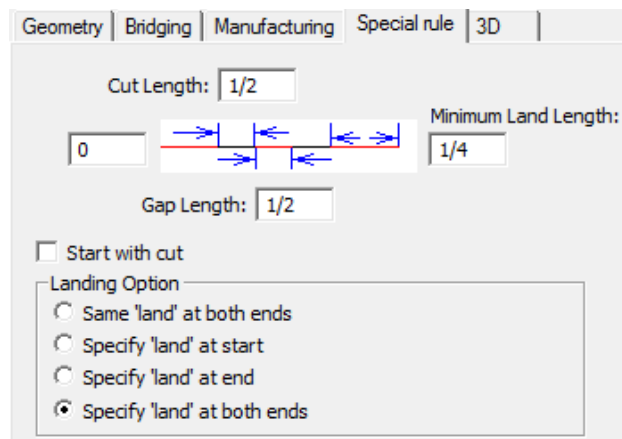 Geometry Bridging Manufacturing Special rule 3D
Cut Length: 1/2
Minimum Land Length:
0 1/4
Gap Length: 1/2
Start with cut
Landing Option
Same 'land' at both ends
Specify 'land' at start
Specify 'land' at end
Specify 'land' at both ends